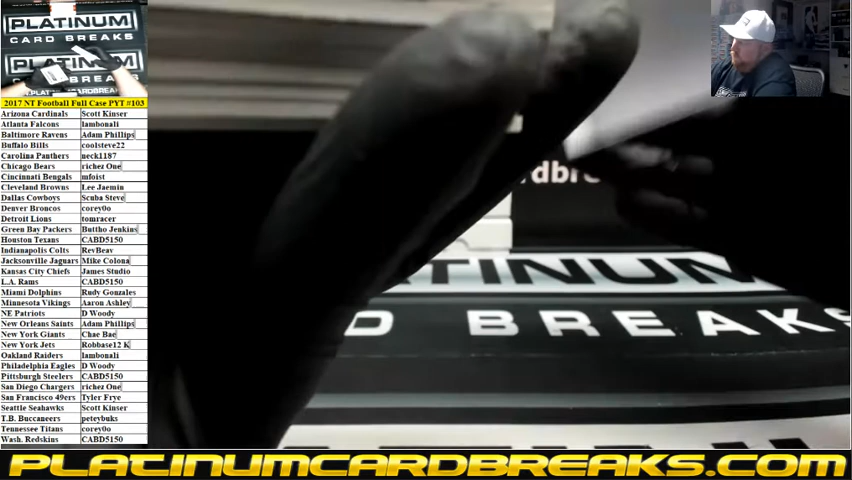 PLATINUM
CARD BREAKS
PLATINUM
PLATINUMCARDBREAKS
2017 NT Football Full Case PYT #103
Arizona Cardinals Scott Kinser
Atlanta Falcons lambonali
Baltimore Ravens Adam Phillips
Buffalo Bills coolsteve22
Carolina Panthers neck1187
Chicago Bears richez One
Cincinnati Bengals mfoist
Cleveland Browns Lee Jaemin
Dallas Cowboys Scuba Steve
Denver Broncos corey0o
Detroit Lions tomracer
Green Bay Packers Buttho Jenkins
Houston Texans CABD5150
Indianapolis Colts RevBeav
Jacksonville Jaguars Mike Colona
Kansas City Chiefs James Studio
L.A. Rams CABD5150
Miami Dolphins Rudy Gonzales
Minnesota Vikings Aaron Ashley
NE Patriots D Woody
New Orleans Saints Adam Phillips
New York Giants Chae Bae
New York Jets Robbase12 K
Oakland Raiders lambonali
Philadelphia Eagles D Woody
Pittsburgh Steelers CABD5150
San Diego Chargers richez One
San Francisco 49ers Tyler Frye
Seattle Seahawks Scott Kinser
T.B. Buccaneers peteybuks
Tennessee Titans corey0o
Wash. Redskins CABD5150
rdbre
TINUM
D BREAKS
PLATINUMCARDBREAKS.COM